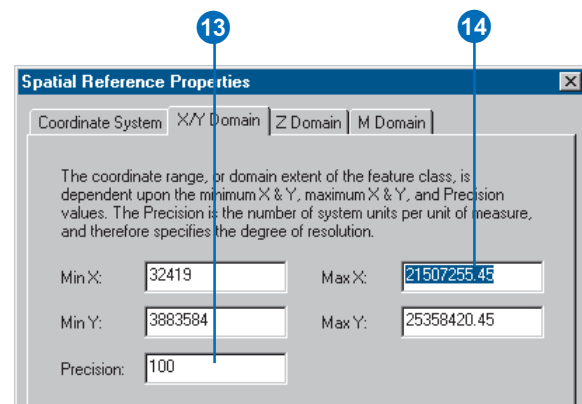 13 14
Spatial Reference Properties
Coordinate System X/Y Domain Z Domain M Domain
The coordinate range, or domain extent of the feature class, is
dependent upon the minimum X & Y, maximum X & Y, and Precision
values. The Precision is the number of system units per unit of measure,
and therefore specifies the degree of resolution.
Min X: 32419 Max X: 21507255.45
Min Y: 3883584 Max Y: 25358420.45
Precision: 100